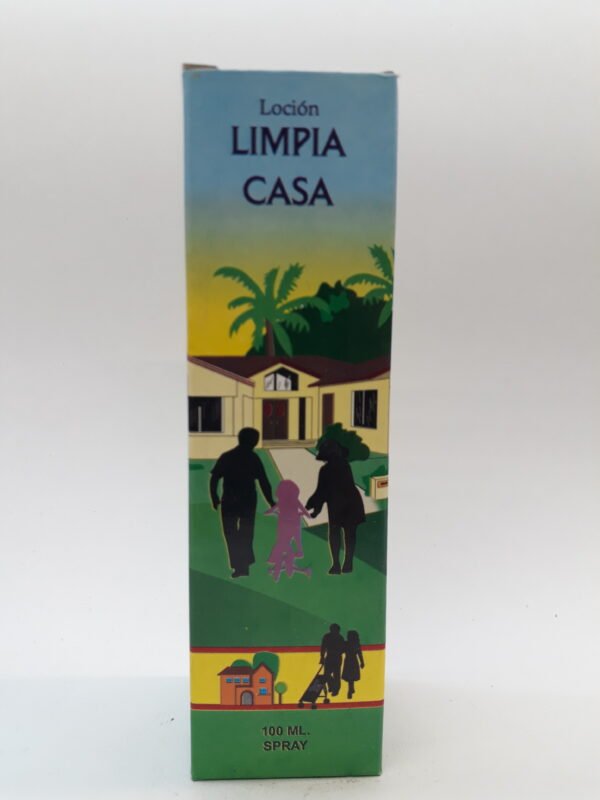 Loción
LIMPIA
CASA
100 ML.
SPRAY